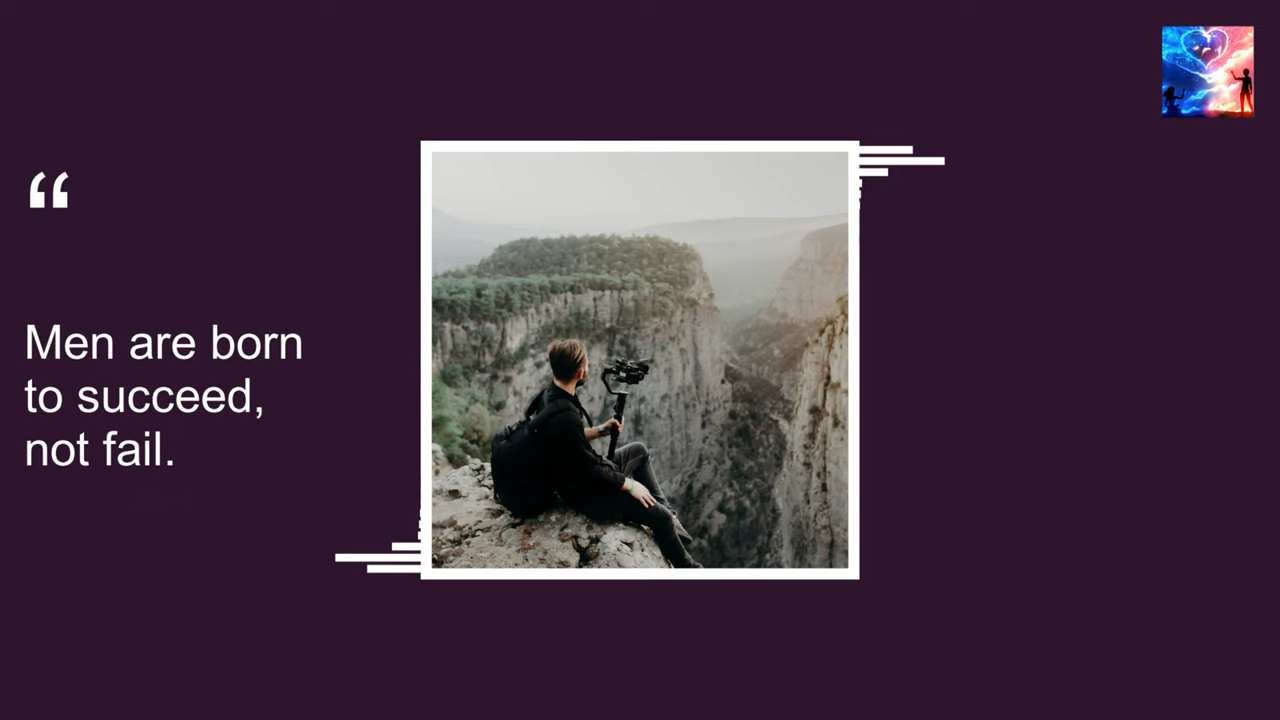 “
Men are born
to succeed,
not fail.